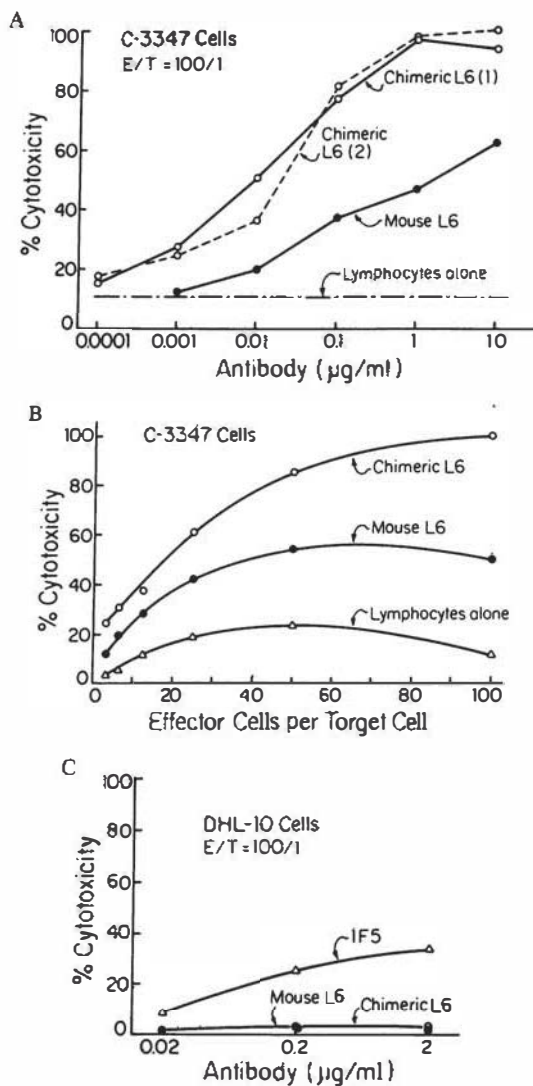 A
C-3347 Cells
E/T = 100/1
100
80
60
40
20
0
% Cytotoxicity
Chimeric L6 (1)
Chimeric
L6 (2)
Mouse L6
Lymphocytes alone
0.0001 0.001 0.01 0.1 1 10
Antibody (µg/ml)
B
C-3347 Cells
100
80
60
40
20
0
% Cytotoxicity
Chimeric L6
Mouse L6
Lymphocytes alone
0 20 40 60 80 100
Effector Cells per Target Cell
C
DHL-10 Cells
E/T = 100/1
100
80
60
40
20
0
% Cytotoxicity
1F5
Mouse L6
Chimeric L6
0.02 0.2 2
Antibody (µg/ml)